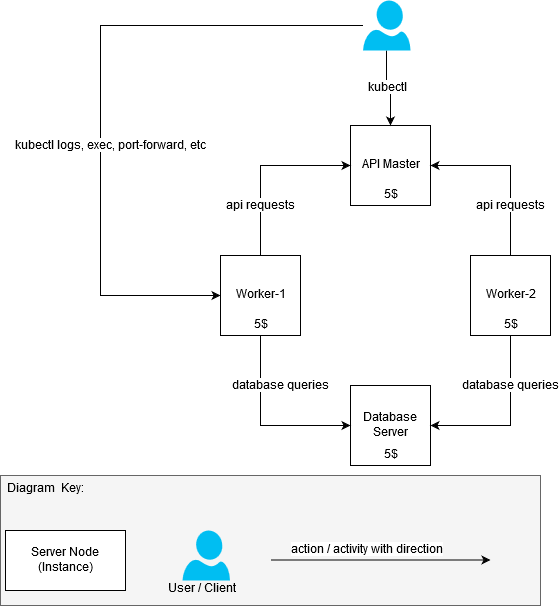 kubectl
kubectl logs, exec, port-forward, etc
API Master
5$
api requests
api requests
Worker-1
5$
Worker-2
5$
database queries
database queries
Database
Server
5$
Diagram Key:
Server Node
(Instance)
User / Client
action / activity with direction